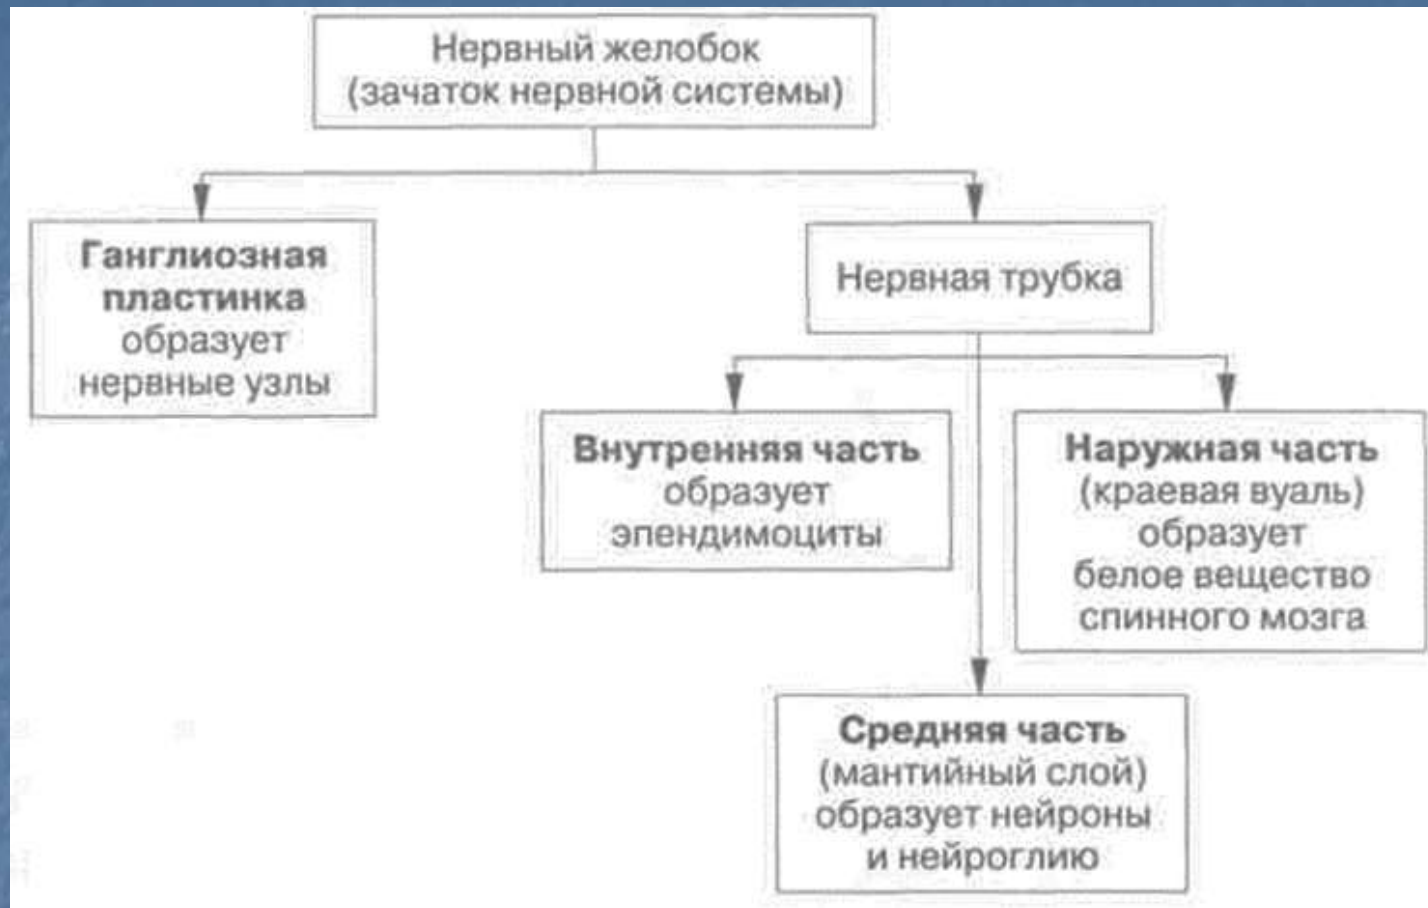 Нервный желобок
(зачаток нервной системы)
Ганглиозная
пластинка
образует
нервные узлы
Нервная трубка
Внутренняя часть
образует
эпендимоциты
Наружная часть
(краевая вуаль)
образует
белое вещество
спинного мозга
Средняя часть
(мантийный слой)
образует нейроны
и нейроглию